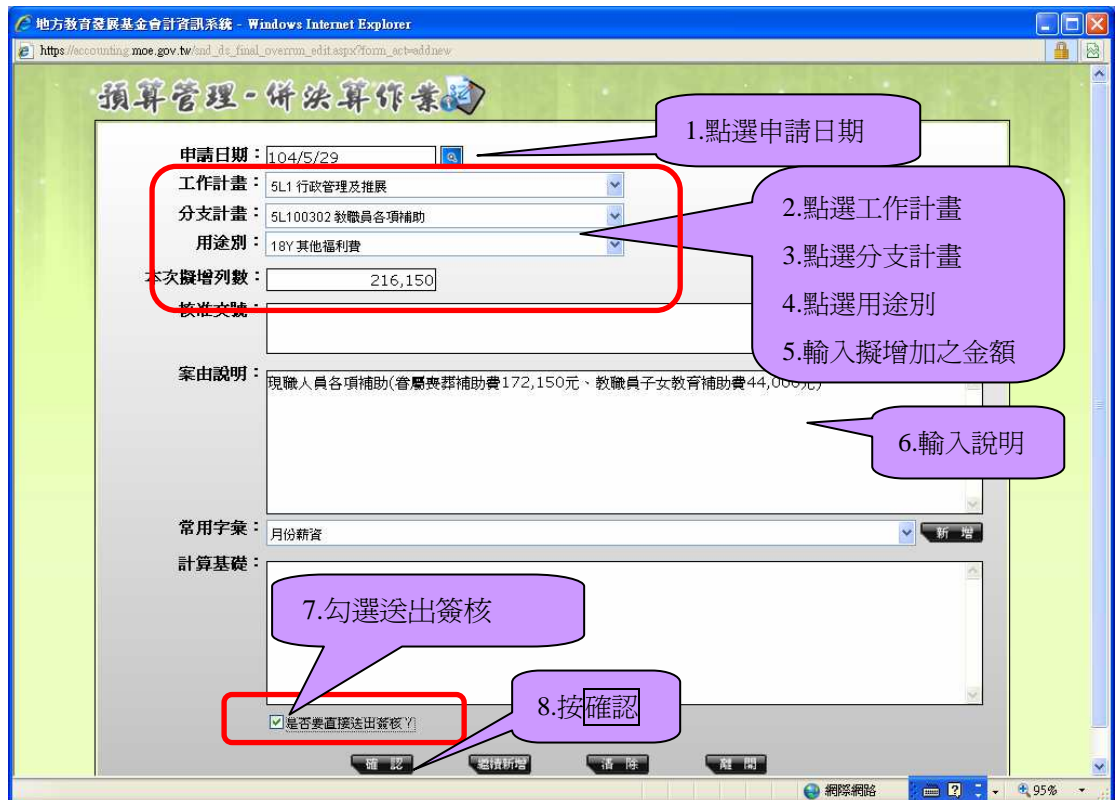 地方教育發展基金會計資訊系統 - Windows Internet Explorer
https://accounting.moe.gov.tw/snd_ds_final_overrun_edit.aspx?form_act=addnew
預算管理-併決算作業
1.點選申請日期
申請日期：104/5/29
工作計畫：5L1 行政管理及推展
分支計畫：5L100302 教職員各項補助
用途別：18Y 其他福利費
本次擬增列數：216,150
2.點選工作計畫
3.點選分支計畫
4.點選用途別
5.輸入擬增加之金額
核准文號：
案由說明：現職人員各項補助(眷屬喪葬補助費172,150元、教職員子女教育補助費44,000元)
6.輸入說明
常用字彙：月份薪資 新 增
計算基礎：
7.勾選送出簽核
8.按確認
是否要直接送出簽核?
確 認 繼續新增 清 除 離 開
網際網路 95%